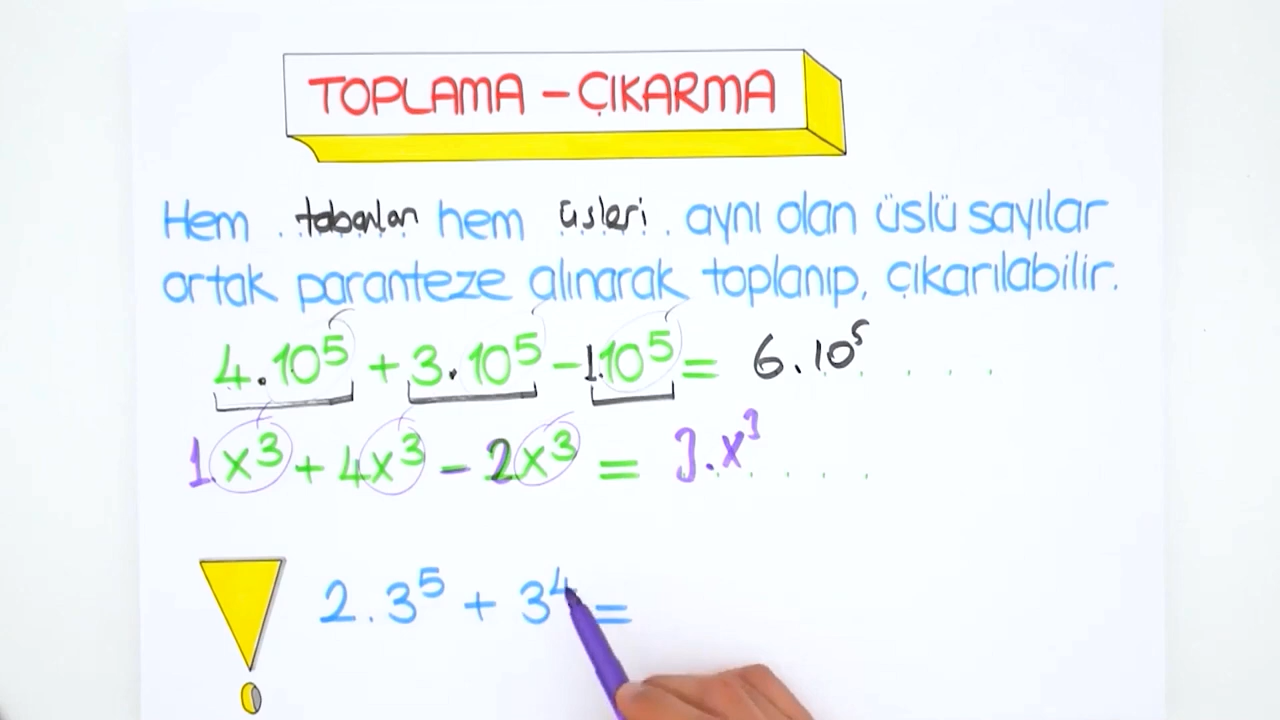 TOPLAMA - ÇIKARMA
Hem tabanları hem üsleri aynı olan üslü sayılar
ortak paranteze alınarak toplanıp, çıkarılabilir.
4.10⁵ + 3.10⁵ - 1.10⁵ = 6.10⁵
1.x³ + 4x³ - 2x³ = 3.x³
! 2.3⁵ + 3⁴ =